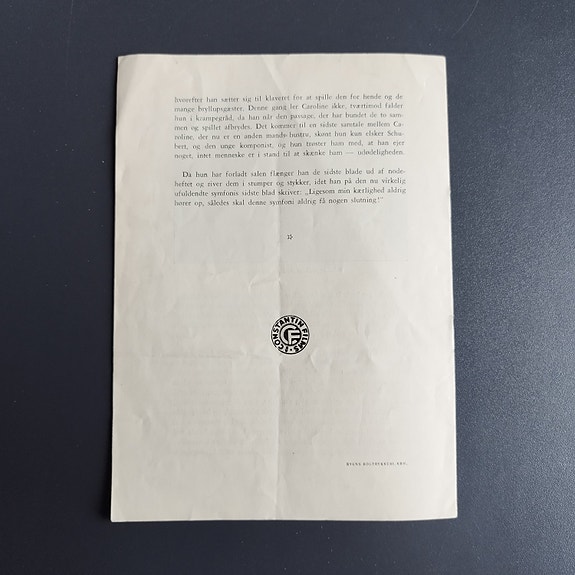 hvorefter han sætter sig til klaveret for at spille den for hende og de
mange bryllupsgæster. Denne gang ler Caroline ikke, tværtimod falder
hun i krampegråd, da han når den passage, der har bundet de to sam-
men og spillet afbrydes. Det kommer til en sidste samtale mellem Ca-
roline, der nu er en anden mands hustru, skønt hun kun elsker Schu-
bert, og den unge komponist, og hun trøster ham med, at han ejer
noget, intet menneske er i stand til at skænke ham — udødeligheden.
Da hun har forladt salen flænger han de sidste blade ud af node-
heftet og river dem i stumper og stykker, idet han på den nu virkelig
ufuldendte symfonis sidste blad skriver: „Ligesom min kærlighed aldrig
hører op, således skal denne symfoni aldrig få nogen slutning!"
15
CONSTANTIN FILMS
CF
BOGTRYKKERI, KBH.